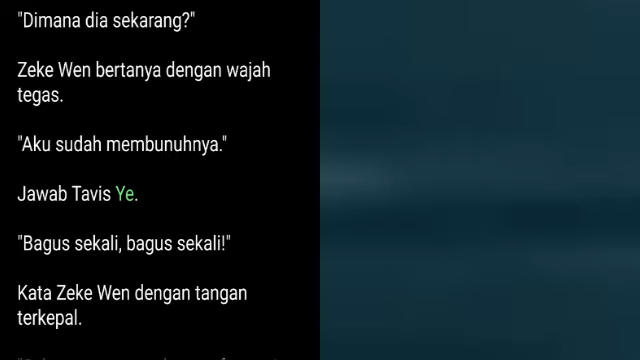 "Dimana dia sekarang?"
Zeke Wen bertanya dengan wajah
tegas.
"Aku sudah membunuhnya."
Jawab Tavis Ye.
"Bagus sekali, bagus sekali!"
Kata Zeke Wen dengan tangan
terkepal.